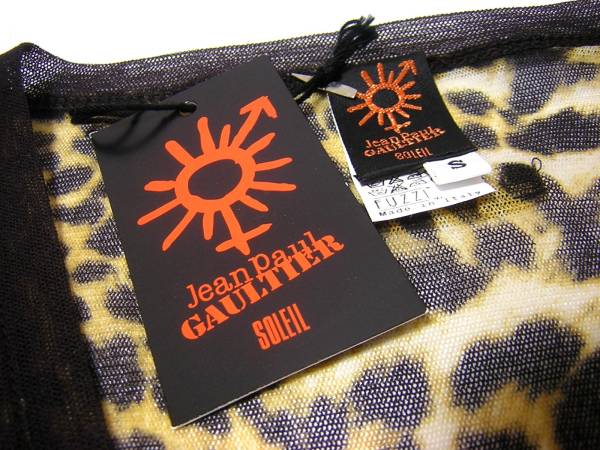 Jean Paul
GAULTIER
SOLEIL
Jean Paul
GAULTIER
SOLEIL
S
FUZZI
Made in Italy